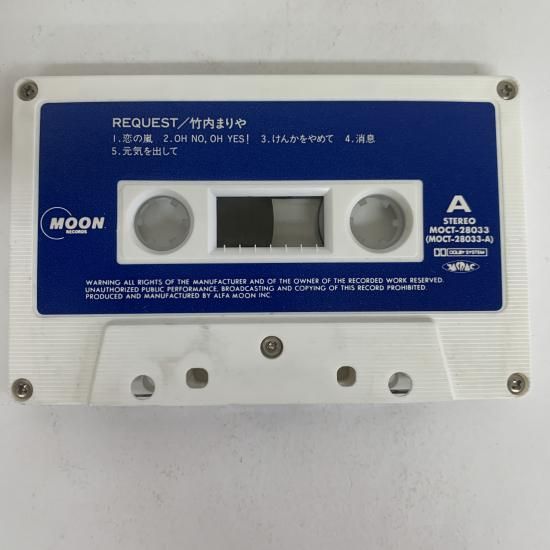 REQUEST/竹内まりや
1.恋の嵐 2.OH NO, OH YES! 3.けんかをやめて 4.消息
5.元気を出して
MOON
RECORDS
A
STEREO
MOCT-28033
(MOCT-28033-A)
DOLBY SYSTEM
JASRAC
WARNING: ALL RIGHTS OF THE MANUFACTURER AND OF THE OWNER OF THE RECORDED WORK RESERVED.
UNAUTHORIZED PUBLIC PERFORMANCE, BROADCASTING AND COPYING OF THIS RECORD PROHIBITED.
PRODUCED AND MANUFACTURED BY ALFA MOON INC.